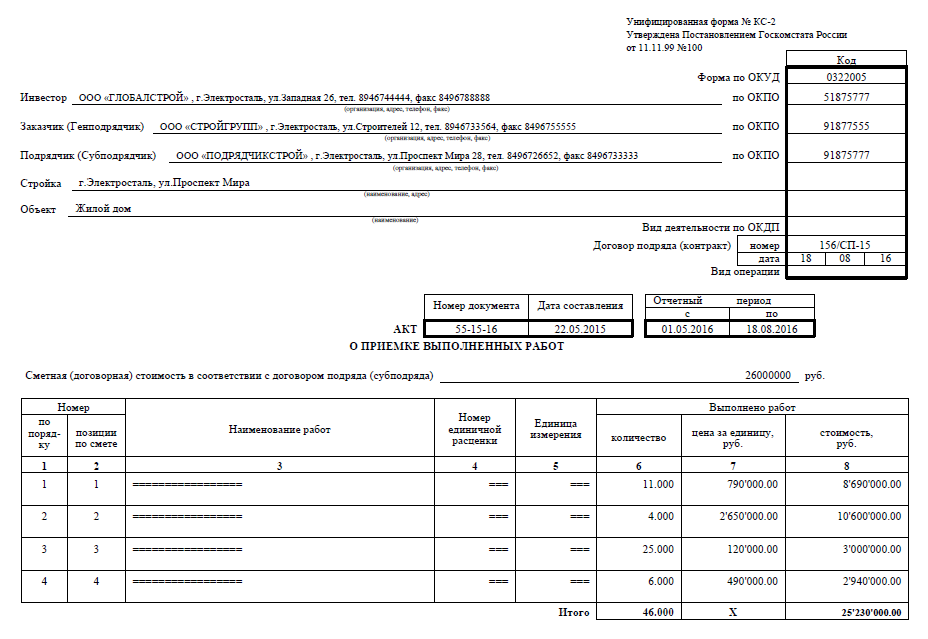 Унифицированная форма № КС-2
Утверждена Постановлением Госкомстата России
от 11.11.99 №100
Код
Форма по ОКУД 0322005
Инвестор ООО «ГЛОБАЛСТРОЙ» , г.Электросталь, ул.Западная 26, тел. 8946744444, факс 8496788888 по ОКПО 51875777
(организация, адрес, телефон, факс)
Заказчик (Генподрядчик) ООО «СТРОЙГРУПП» , г.Электросталь, ул.Строителей 12, тел. 8946733564, факс 8496755555 по ОКПО 91877555
(организация, адрес, телефон, факс)
Подрядчик (Субподрядчик) ООО «ПОДРЯДЧИКСТРОЙ» , г.Электросталь, ул.Проспект Мира 28, тел. 8496726652, факс 8496733333 по ОКПО 91875777
(организация, адрес, телефон, факс)
Стройка г.Электросталь, ул.Проспект Мира
(наименование, адрес)
Объект Жилой дом
(наименование)
Вид деятельности по ОКДП
Договор подряда (контракт) номер 156/СП-15
дата 18 08 16
Вид операции
Номер документа Дата составления Отчетный период
с по
АКТ 55-15-16 22.05.2015 01.05.2016 18.08.2016
О ПРИЕМКЕ ВЫПОЛНЕННЫХ РАБОТ
Сметная (договорная) стоимость в соответствии с договором подряда (субподряда) 26000000 руб.
Номер Наименование работ Номер единичной расценки Единица измерения Выполнено работ
по поряд-ку позиции по смете количество цена за единицу, руб. стоимость, руб.
1 2 3 4 5 6 7 8
1 1 ================= === === 11.000 790'000.00 8'690'000.00
2 2 ================= === === 4.000 2'650'000.00 10'600'000.00
3 3 ================= === === 25.000 120'000.00 3'000'000.00
4 4 ================= === === 6.000 490'000.00 2'940'000.00
Итого 46.000 X 25'230'000.00